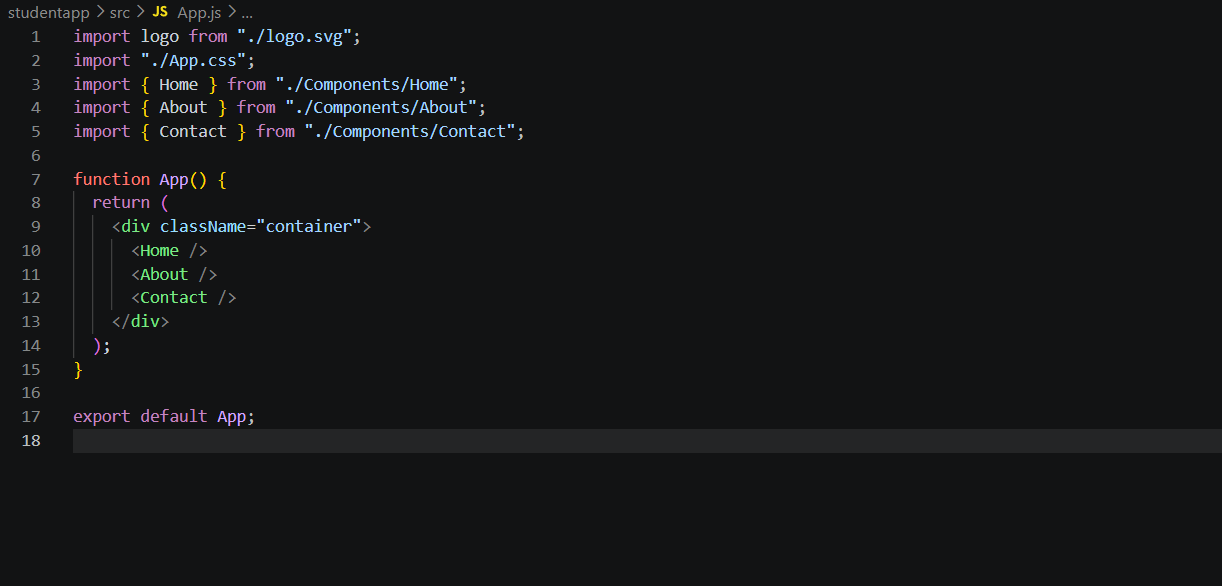 studentapp > src > JS App.js > ...
1 import logo from "./logo.svg";
2 import "./App.css";
3 import { Home } from "./Components/Home";
4 import { About } from "./Components/About";
5 import { Contact } from "./Components/Contact";
6
7 function App() {
8   return (
9     <div className="container">
10       <Home />
11       <About />
12       <Contact />
13     </div>
14   );
15 }
16
17 export default App;
18